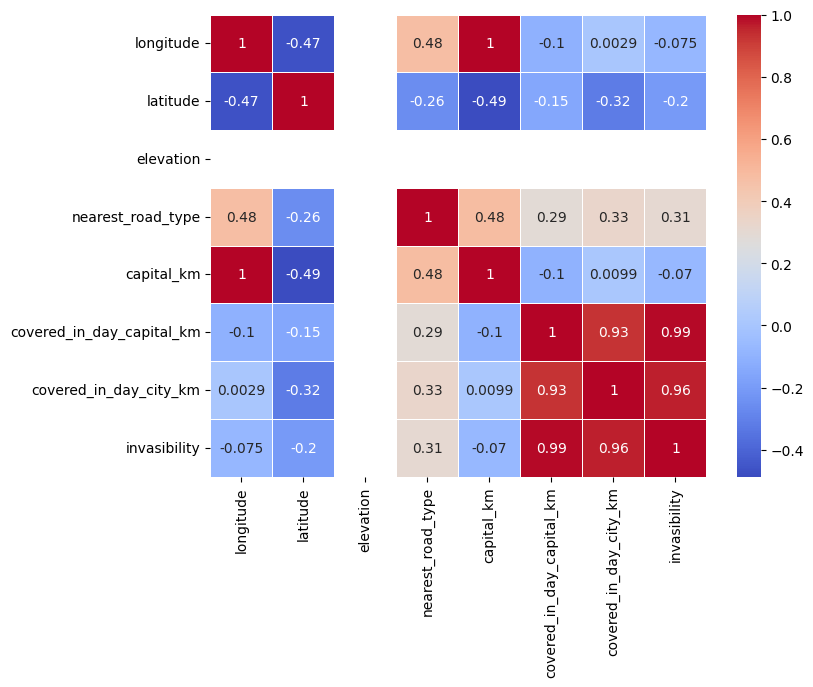 longitude 1 -0.47 0.48 1 -0.1 0.0029 -0.075
latitude -0.47 1 -0.26 -0.49 -0.15 -0.32 -0.2
elevation
nearest_road_type 0.48 -0.26 1 0.48 0.29 0.33 0.31
capital_km 1 -0.49 0.48 1 -0.1 0.0099 -0.07
covered_in_day_capital_km -0.1 -0.15 0.29 -0.1 1 0.93 0.99
covered_in_day_city_km 0.0029 -0.32 0.33 0.0099 0.93 1 0.96
invasibility -0.075 -0.2 0.31 -0.07 0.99 0.96 1
longitude
latitude
elevation
nearest_road_type
capital_km
covered_in_day_capital_km
covered_in_day_city_km
invasibility
1.0
0.8
0.6
0.4
0.2
0.0
−0.2
−0.4